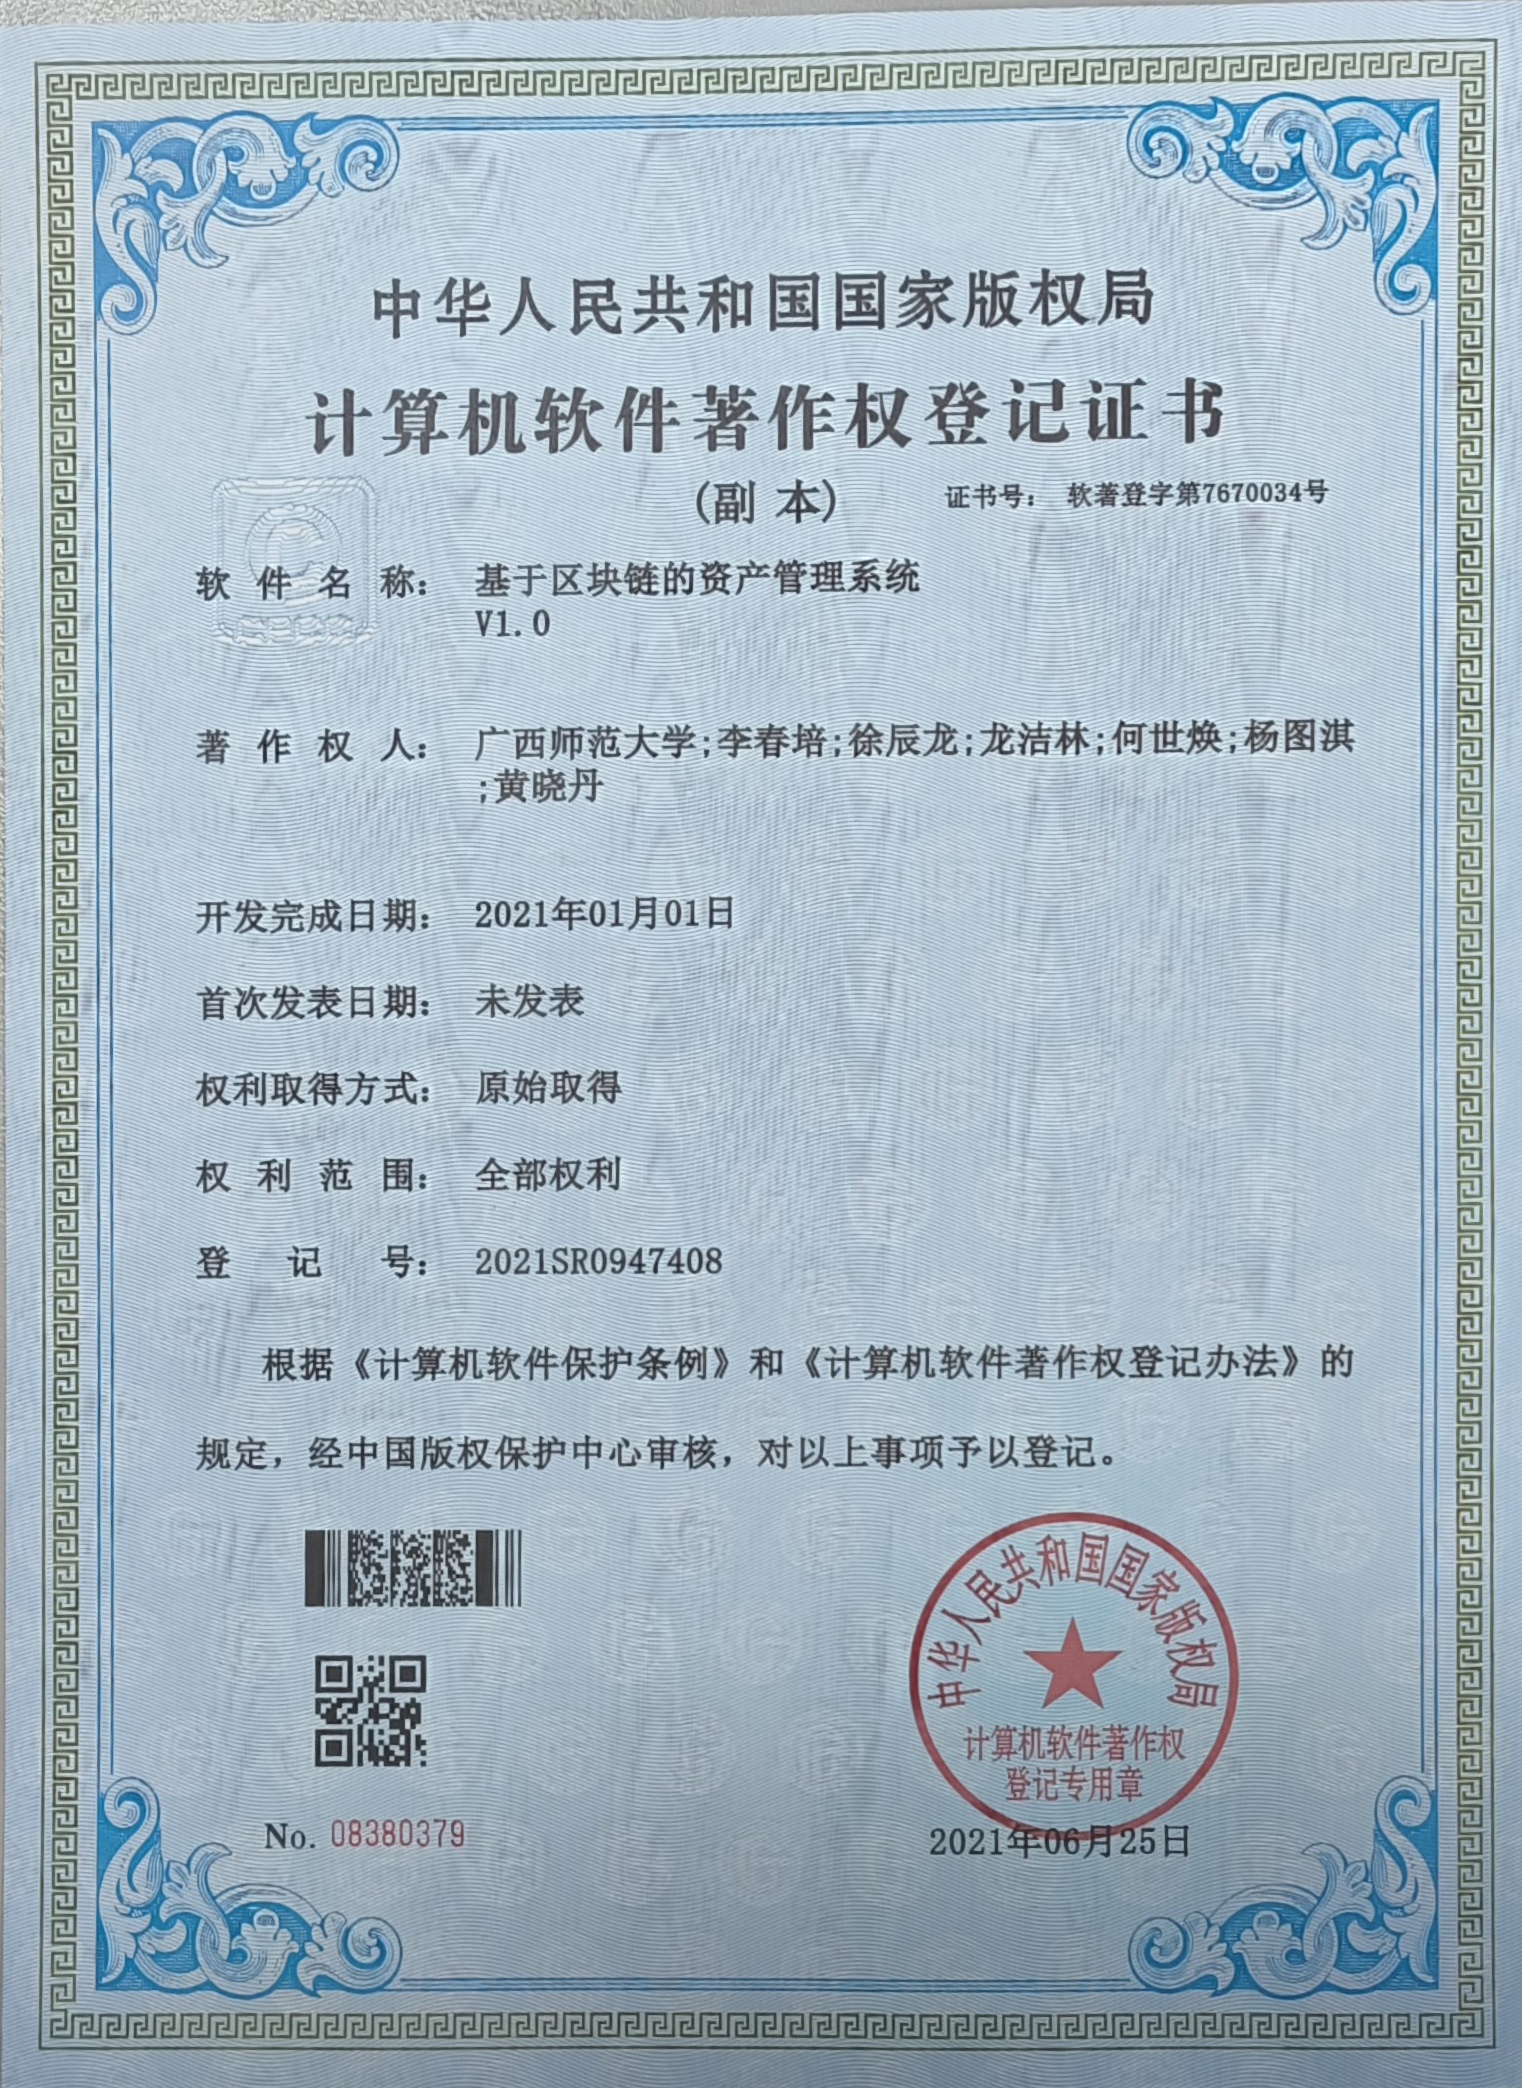 中华人民共和国国家版权局
计算机软件著作权登记证书
(副 本)
证书号： 软著登字第7670034号
软件名称： 基于区块链的资产管理系统
V1.0
著作权人： 广西师范大学;李春培;徐辰龙;龙洁林;何世焕;杨图淇
;黄晓丹
开发完成日期： 2021年01月01日
首次发表日期： 未发表
权利取得方式： 原始取得
权利范围： 全部权利
登记号： 2021SR0947408
根据《计算机软件保护条例》和《计算机软件著作权登记办法》的
规定，经中国版权保护中心审核，对以上事项予以登记。
中华人民共和国国家版权局
计算机软件著作权
登记专用章
No. 08380379
2021年06月25日